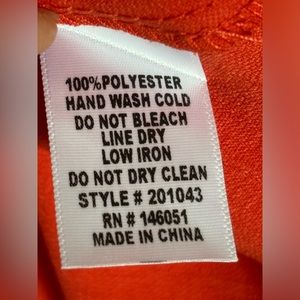 100%POLYESTER
HAND WASH COLD
DO NOT BLEACH
LINE DRY
LOW IRON
DO NOT DRY CLEAN
STYLE # 201043
RN # 146051
MADE IN CHINA